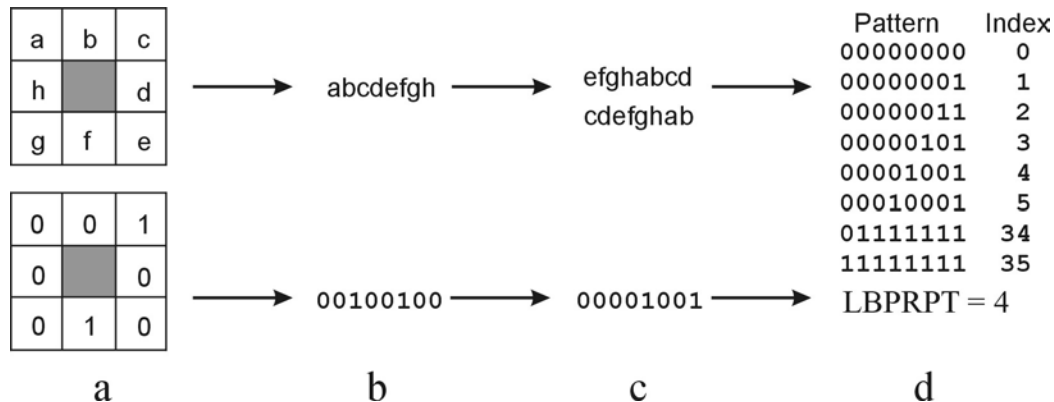 a b c
h d
g f e
abcdefgh
efghabcd
cdefghab
Pattern Index
00000000 0
00000001 1
00000011 2
00000101 3
00001001 4
00010001 5
01111111 34
11111111 35
0 0 1
0 0
0 1 0
00100100
00001001
LBPRPT = 4
a b c d